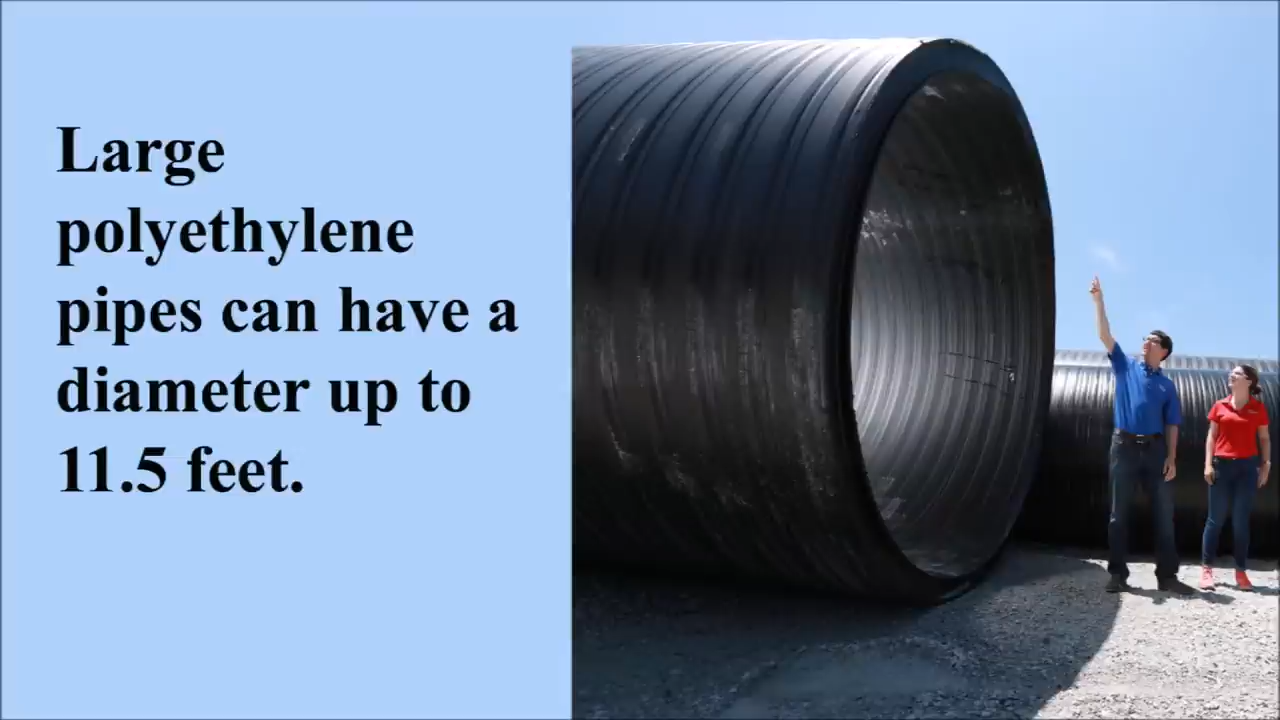 Large
polyethylene
pipes can have a
diameter up to
11.5 feet.